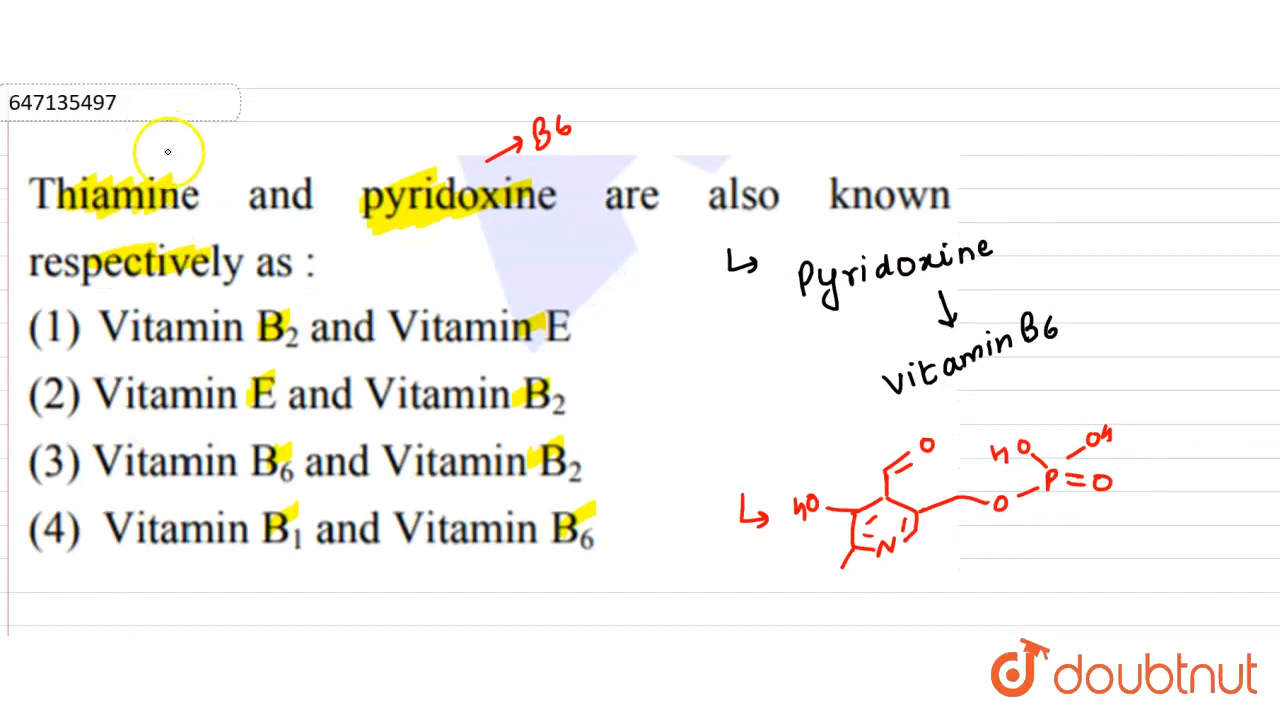 647135497
→ B6
Thiamine and pyridoxine are also known
respectively as :
↳ Pyridoxine
↓
Vitamin B6
(1) Vitamin B₂ and Vitamin E
(2) Vitamin E and Vitamin B₂
(3) Vitamin B₆ and Vitamin B₂
(4) Vitamin B₁ and Vitamin B₆
↳ HO
O
HO
OH
P=O
O
N
doubtnut